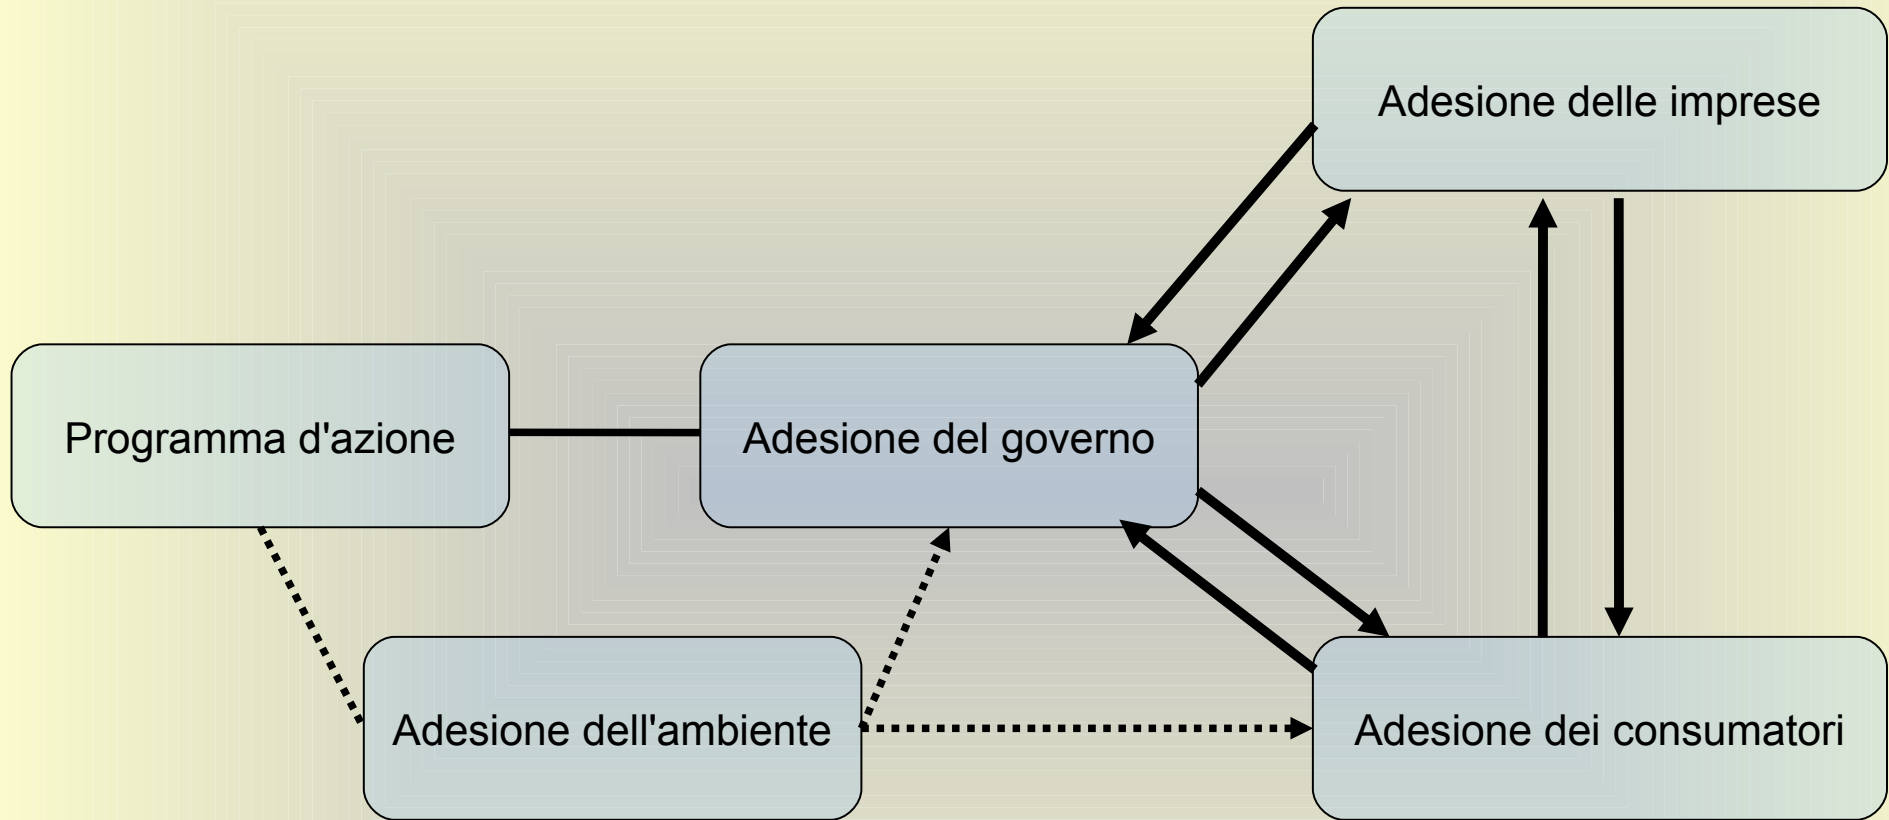 Adesione delle imprese
Programma d'azione
Adesione del governo
Adesione dell'ambiente
Adesione dei consumatori